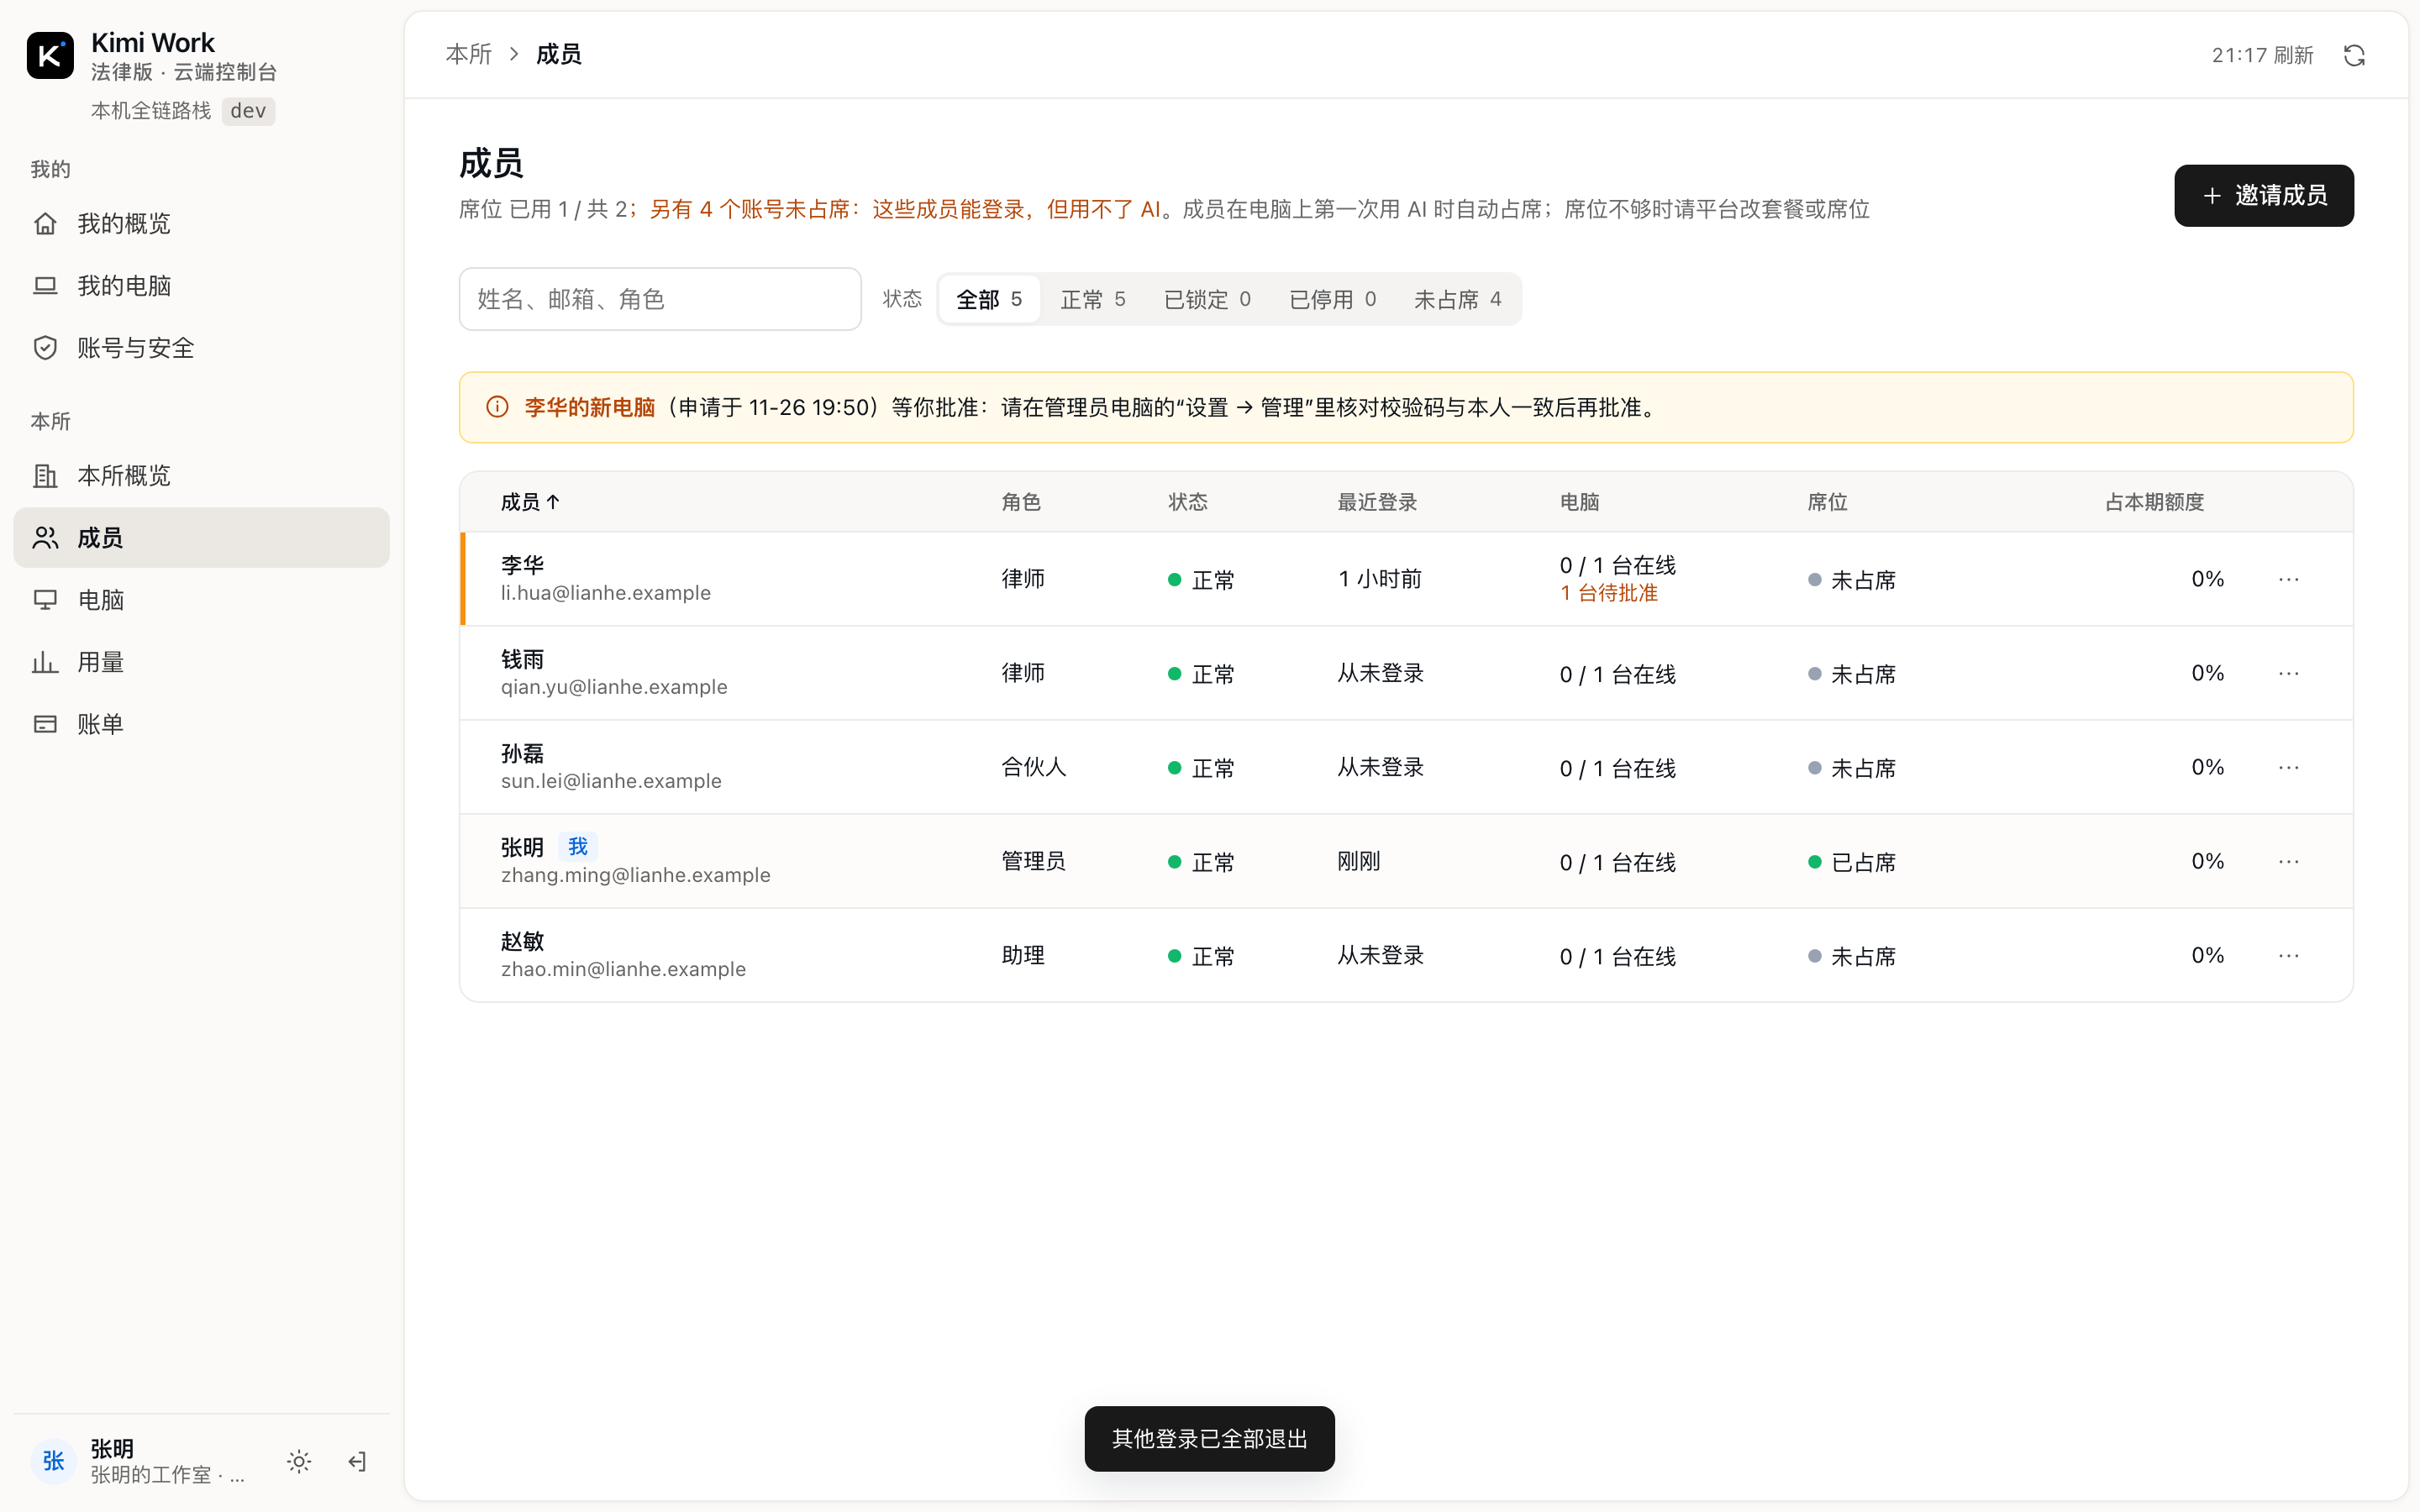 Kimi Work
法律版 · 云端控制台
本机全链路栈 dev
我的
我的概览
我的电脑
账号与安全
本所
本所概览
成员
电脑
用量
账单
张 张明
张明的工作室 · ...
本所 > 成员
21:17 刷新
成员
席位 已用 1 / 共 2；另有 4 个账号未占席：这些成员能登录，但用不了 AI。成员在电脑上第一次用 AI 时自动占席；席位不够时请平台改套餐或席位
+ 邀请成员
姓名、邮箱、角色
状态 全部 5 正常 5 已锁定 0 已停用 0 未占席 4
李华的新电脑（申请于 11-26 19:50）等你批准：请在管理员电脑的“设置 → 管理”里核对校验码与本人一致后再批准。
成员 ↑ 角色 状态 最近登录 电脑 席位 占本期额度
李华
li.hua@lianhe.example
律师 正常 1 小时前 0 / 1 台在线
1 台待批准
未占席 0% ···
钱雨
qian.yu@lianhe.example
律师 正常 从未登录 0 / 1 台在线 未占席 0% ···
孙磊
sun.lei@lianhe.example
合伙人 正常 从未登录 0 / 1 台在线 未占席 0% ···
张明 我
zhang.ming@lianhe.example
管理员 正常 刚刚 0 / 1 台在线 已占席 0% ···
赵敏
zhao.min@lianhe.example
助理 正常 从未登录 0 / 1 台在线 未占席 0% ···
其他登录已全部退出